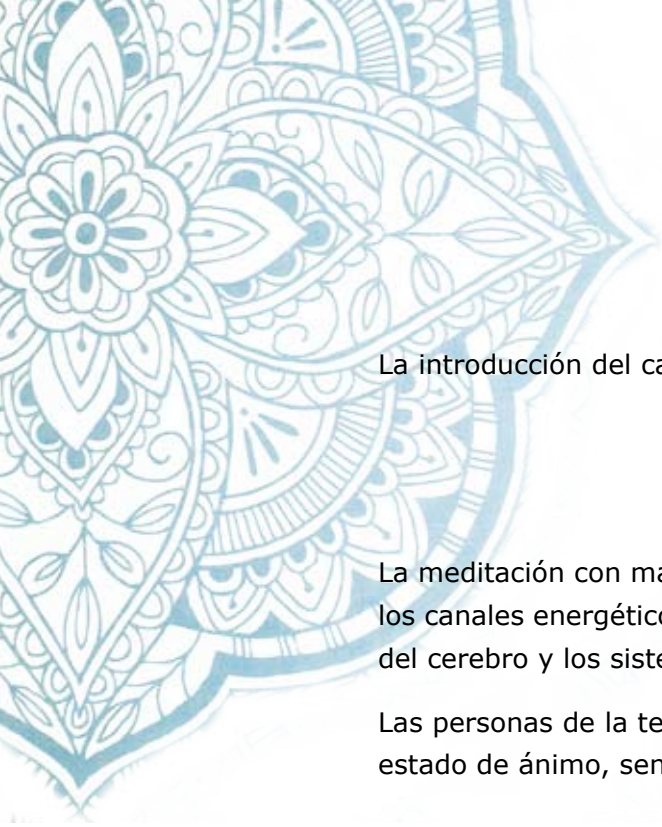 La introducción del ca
La meditación con ma
los canales energético
del cerebro y los siste
Las personas de la te
estado de ánimo, sen